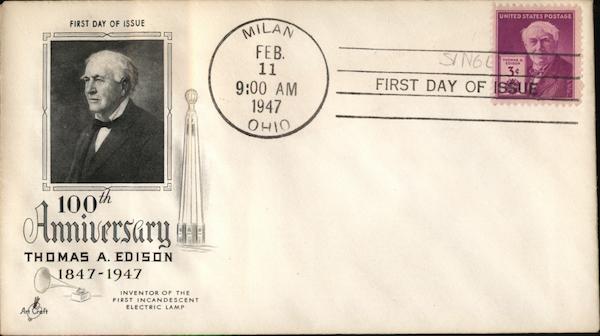 FIRST DAY OF ISSUE
100th
Anniversary
THOMAS A. EDISON
1847-1947
INVENTOR OF THE
FIRST INCANDESCENT
ELECTRIC LAMP
Art Craft
MILAN
FEB.
11
9:00 AM
1947
OHIO
SINGL
FIRST DAY OF ISSUE
UNITED STATES POSTAGE
THOMAS A.
EDISON
3¢